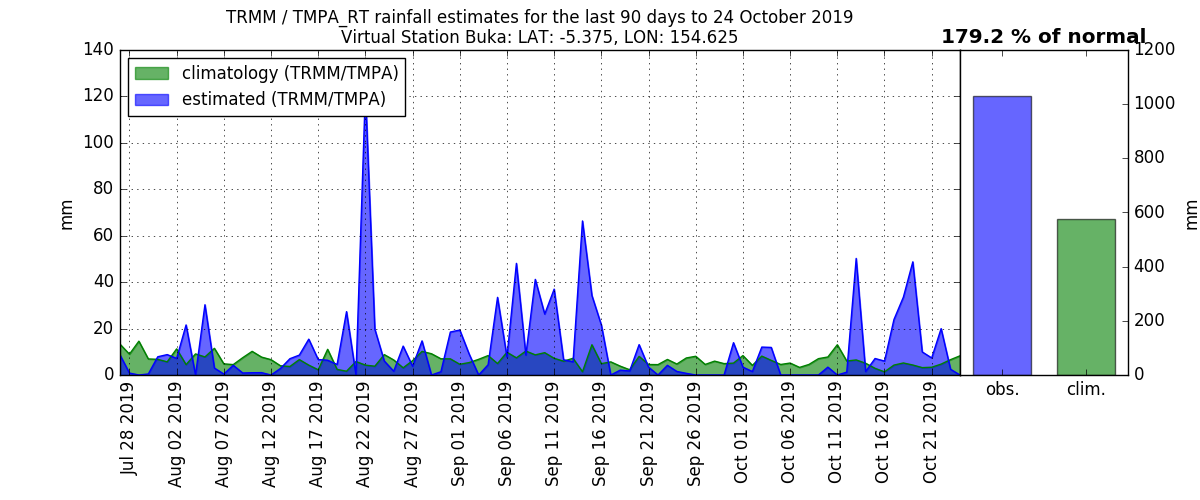 TRMM / TMPA_RT rainfall estimates for the last 90 days to 24 October 2019
Virtual Station Buka: LAT: -5.375, LON: 154.625
179.2 % of normal
climatology (TRMM/TMPA)
estimated (TRMM/TMPA)
140
120
100
80
60
40
20
0
mm
Jul 28 2019
Aug 02 2019
Aug 07 2019
Aug 12 2019
Aug 17 2019
Aug 22 2019
Aug 27 2019
Sep 01 2019
Sep 06 2019
Sep 11 2019
Sep 16 2019
Sep 21 2019
Sep 26 2019
Oct 01 2019
Oct 06 2019
Oct 11 2019
Oct 16 2019
Oct 21 2019
obs.
clim.
1200
1000
800
600
400
200
0
mm